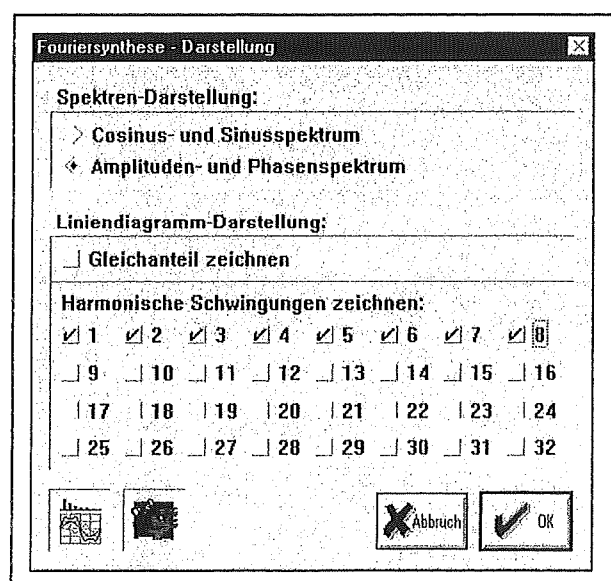 Fouriersynthese - Darstellung
Spektren-Darstellung:
Cosinus- und Sinusspektrum
Amplituden- und Phasenspektrum
Liniendiagramm-Darstellung:
Gleichanteil zeichnen
Harmonische Schwingungen zeichnen:
1 2 3 4 5 6 7 8
9 10 11 12 13 14 15 16
17 18 19 20 21 22 23 24
25 26 27 28 29 30 31 32
Abbruch OK